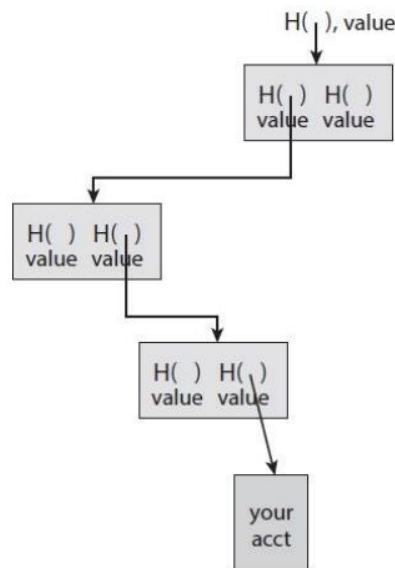 H( ), value
H( ) H( )
value value
H( ) H( )
value value
H( ) H( )
value value
your
acct